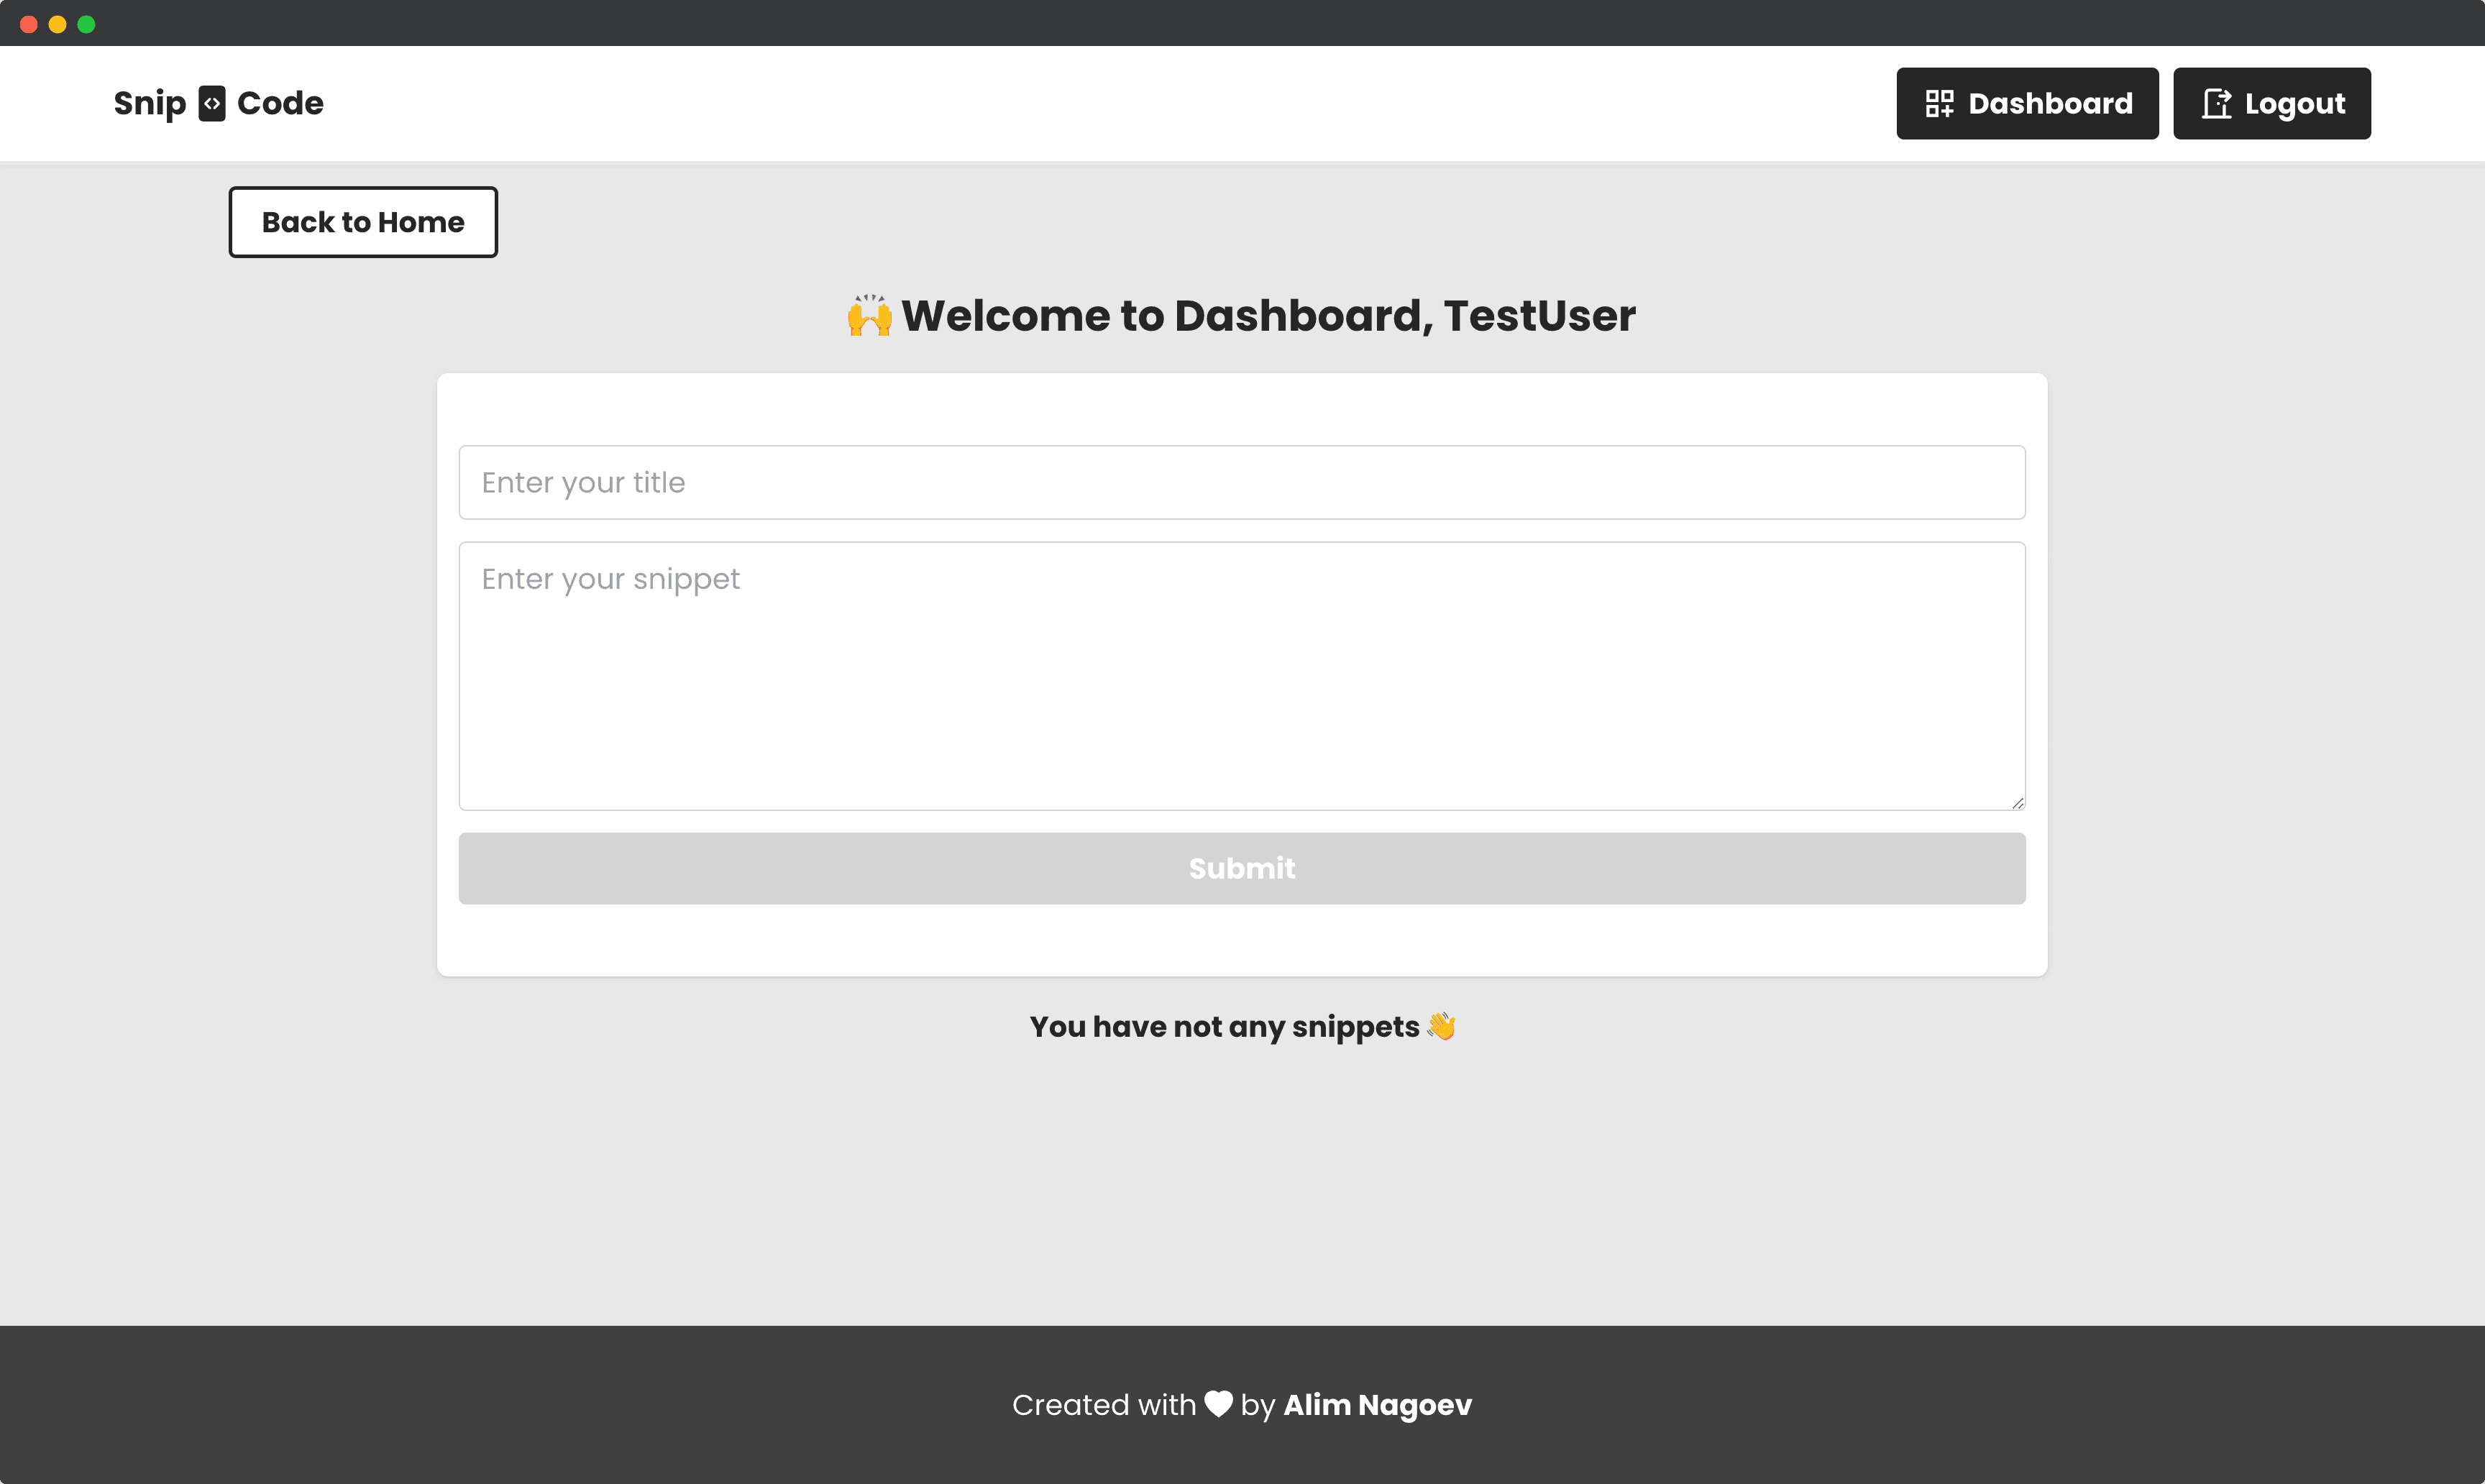 Snip Code
Dashboard
Logout
Back to Home
🙌 Welcome to Dashboard, TestUser
Enter your title
Enter your snippet
Submit
You have not any snippets 👋
Created with 🤍 by Alim Nagoev